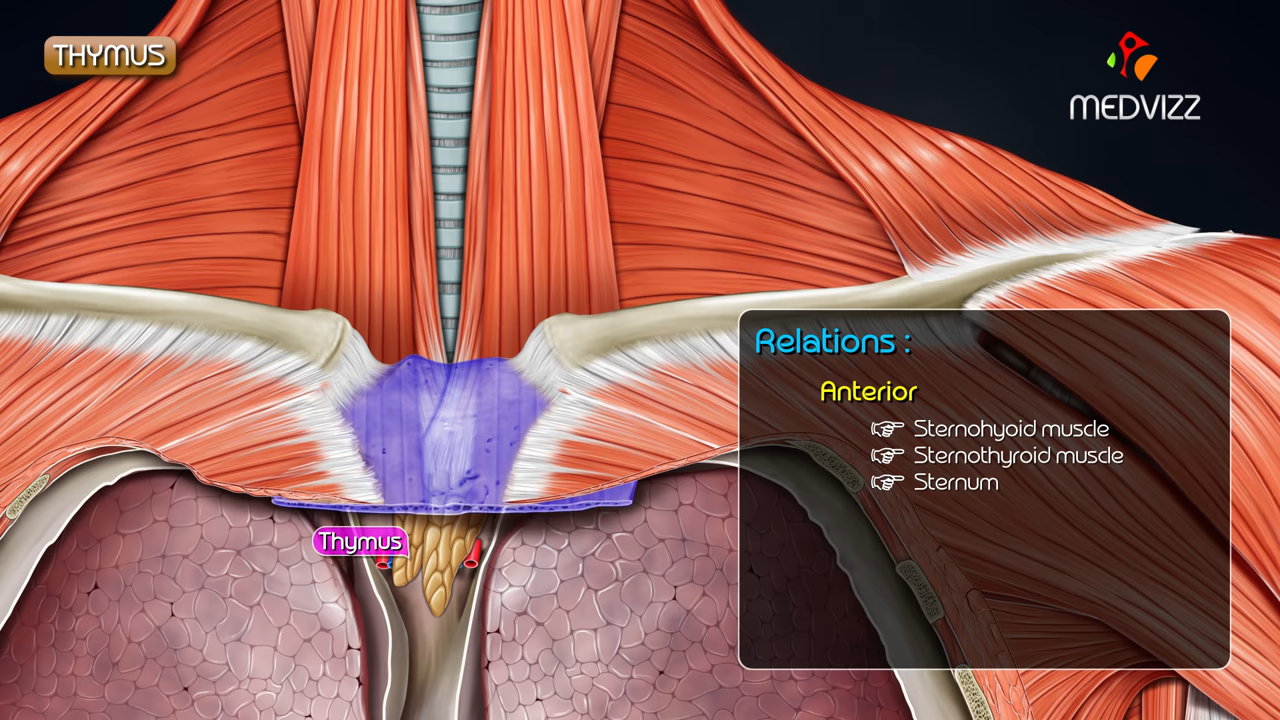 THYMUS
MEDVIZZ
Relations :
Anterior
Sternohyoid muscle
Sternothyroid muscle
Sternum
Thymus